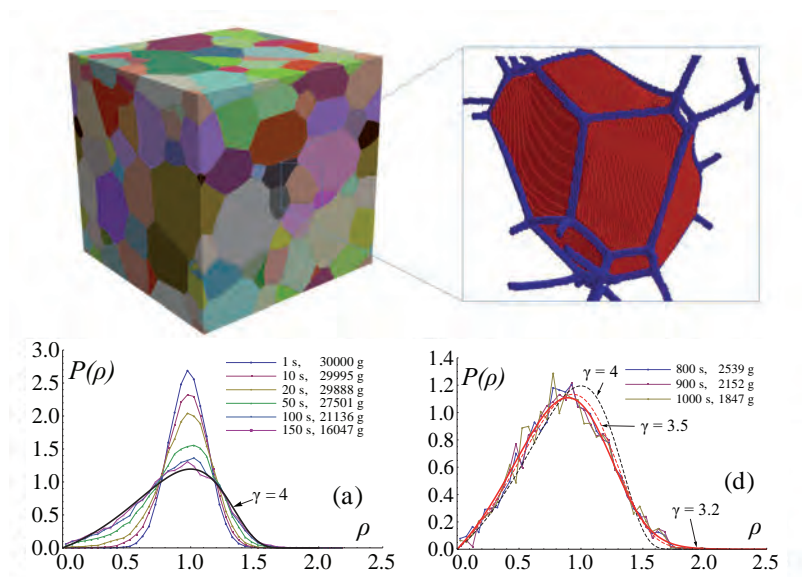 P(ρ)
3.0
2.5
2.0
1.5
1.0
0.5
0.0
1 s, 30000 g
10 s, 29995 g
20 s, 29888 g
50 s, 27501 g
100 s, 21136 g
150 s, 16047 g
γ = 4
(a)
ρ
0.0 0.5 1.0 1.5 2.0 2.5
P(ρ)
1.4
1.2
1.0
0.8
0.6
0.4
0.2
0.0
γ = 4
800 s, 2539 g
900 s, 2152 g
1000 s, 1847 g
γ = 3.5
(d)
γ = 3.2
ρ
0.0 0.5 1.0 1.5 2.0 2.5